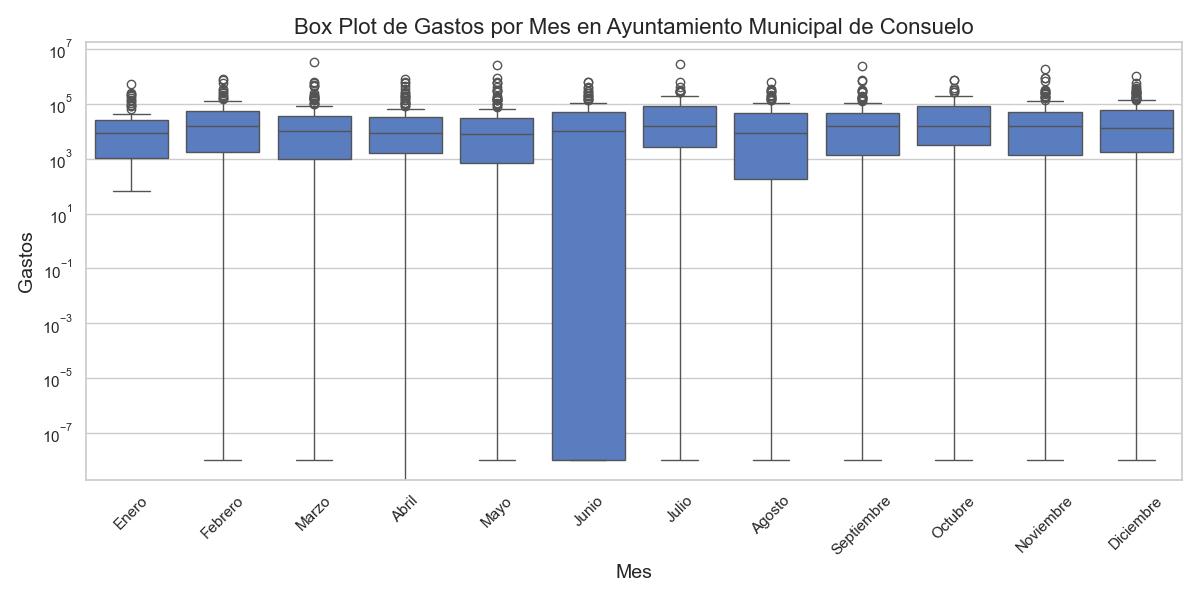 Box Plot de Gastos por Mes en Ayuntamiento Municipal de Consuelo
Gastos
10^7
10^5
10^3
10^1
10^−1
10^−3
10^−5
10^−7
Enero
Febrero
Marzo
Abril
Mayo
Junio
Julio
Agosto
Septiembre
Octubre
Noviembre
Diciembre
Mes